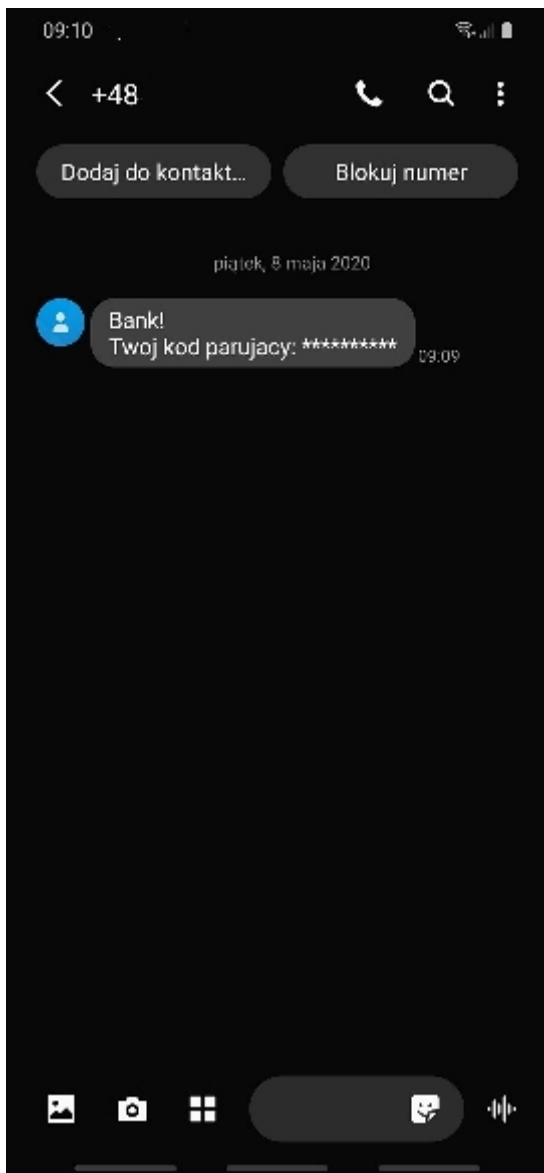 09:10
+48
Dodaj do kontakt...
Blokuj numer
piątek, 8 maja 2020
Bank!
Twoj kod parujacy: **********
09:09